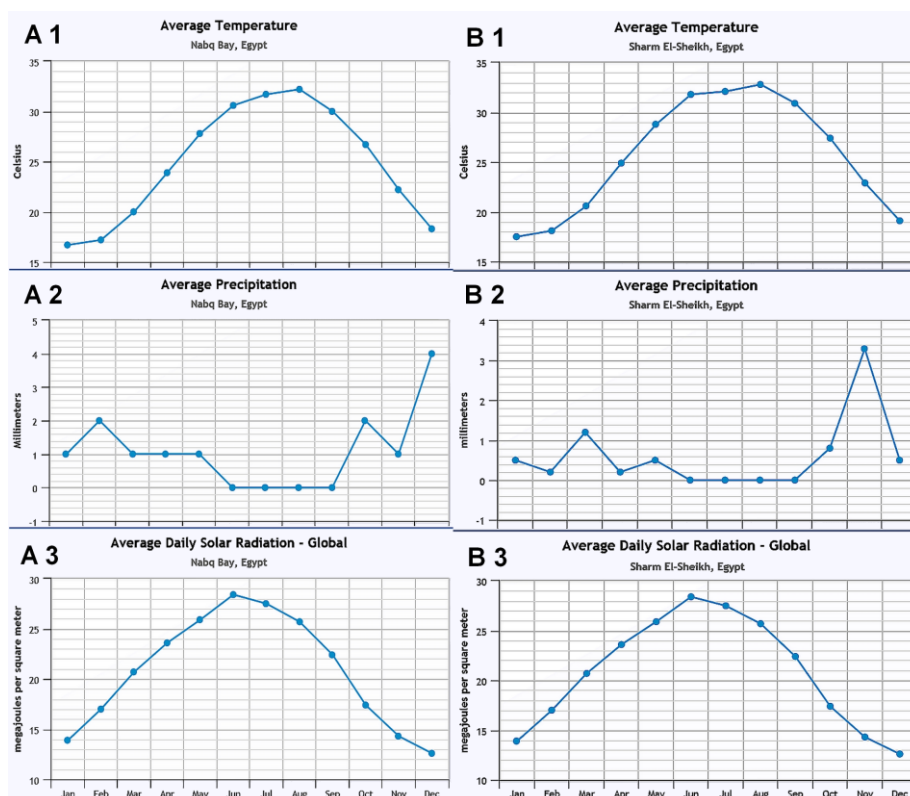 A 1
Average Temperature
Nabq Bay, Egypt
35
30
25
20
15
Celsius
B 1
Average Temperature
Sharm El-Sheikh, Egypt
35
30
25
20
15
Celsius
A 2
Average Precipitation
Nabq Bay, Egypt
5
4
3
2
1
0
-1
Millimeters
B 2
Average Precipitation
Sharm El-Sheikh, Egypt
4
3
2
1
0
-1
millimeters
A 3
Average Daily Solar Radiation - Global
Nabq Bay, Egypt
30
25
20
15
10
megajoules per square meter
Jan Feb Mar Apr May Jun Jul Aug Sep Oct Nov Dec
B 3
Average Daily Solar Radiation - Global
Sharm El-Sheikh, Egypt
30
25
20
15
10
megajoules per square meter
Jan Feb Mar Apr May Jun Jul Aug Sep Oct Nov Dec